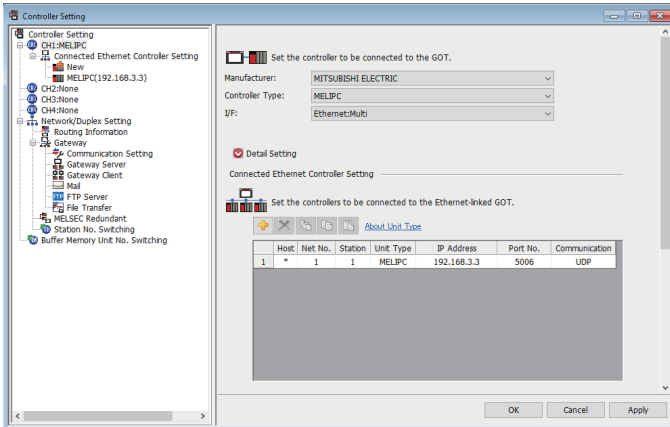 Controller Setting
Controller Setting
CH1:MELIPC
Connected Ethernet Controller Setting
New
MELIPC(192.168.3.3)
CH2:None
CH3:None
CH4:None
Network/Duplex Setting
Routing Information
Gateway
Communication Setting
Gateway Server
Gateway Client
Mail
FTP Server
File Transfer
MELSEC Redundant
Station No. Switching
Buffer Memory Unit No. Switching
Set the controller to be connected to the GOT.
Manufacturer: MITSUBISHI ELECTRIC
Controller Type: MELIPC
I/F: Ethernet:Multi
Detail Setting
Connected Ethernet Controller Setting
Set the controllers to be connected to the Ethernet-linked GOT.
About Unit Type
Host Net No. Station Unit Type IP Address Port No. Communication
1 * 1 1 MELIPC 192.168.3.3 5006 UDP
OK Cancel Apply